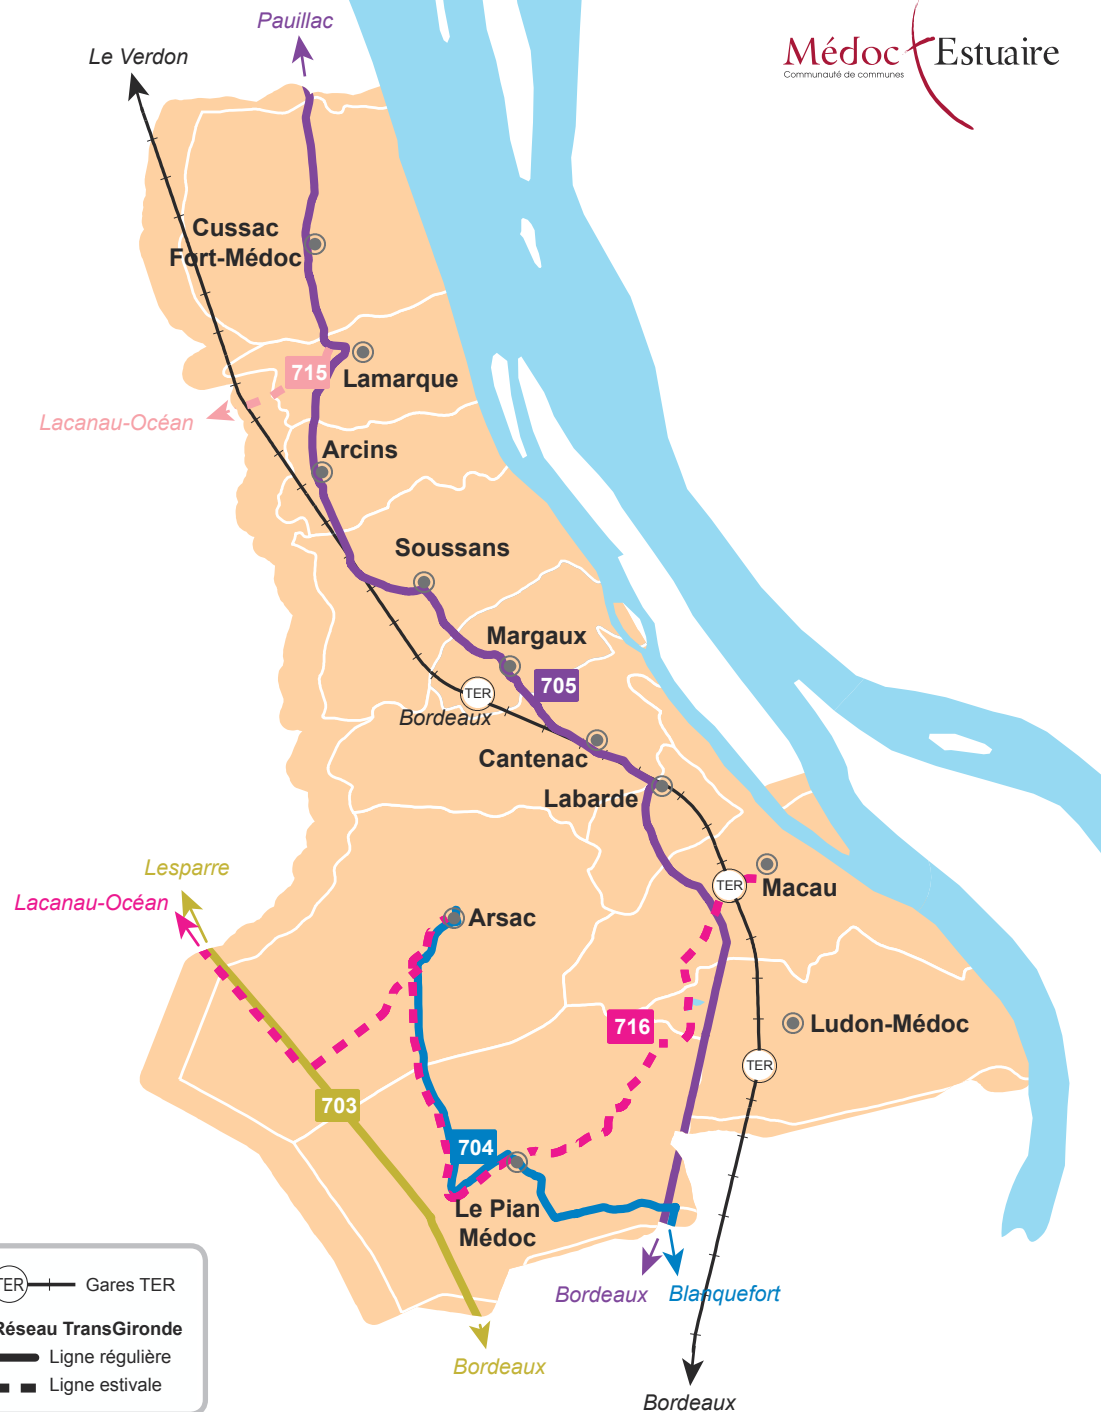 Pauillac
Le Verdon
Médoc Estuaire
Communauté de communes
Cussac
Fort-Médoc
715
Lamarque
Lacanau-Océan
Arcins
Soussans
Margaux
705
TER
Bordeaux
Cantenac
Labarde
Lesparre
Lacanau-Océan
TER
Macau
Arsac
716
Ludon-Médoc
TER
703
704
Le Pian
Médoc
TER
Gares TER
Bordeaux
Blanquefort
Réseau TransGironde
Ligne régulière
Bordeaux
Ligne estivale
Bordeaux